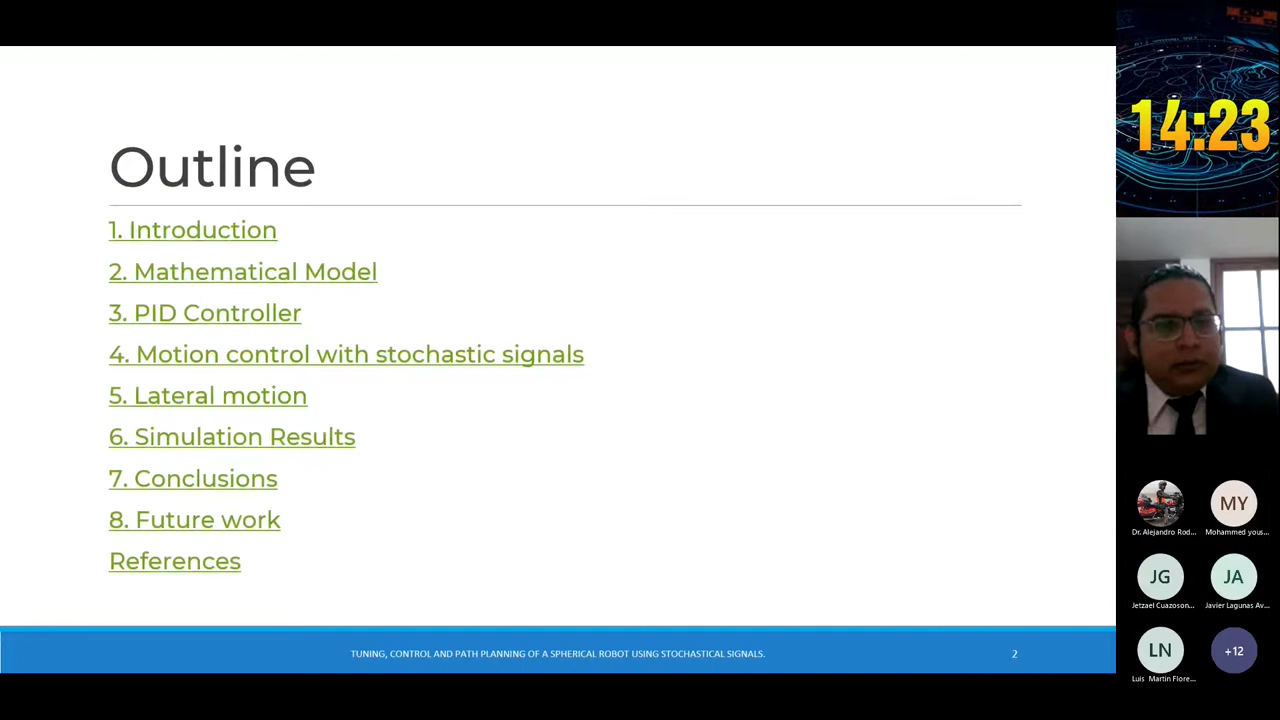 Outline
1. Introduction
2. Mathematical Model
3. PID Controller
4. Motion control with stochastic signals
5. Lateral motion
6. Simulation Results
7. Conclusions
8. Future work
References
TUNING, CONTROL AND PATH PLANNING OF A SPHERICAL ROBOT USING STOCHASTICAL SIGNALS.
2
14:23
Dr. Alejandro Rod...
MY
Mohammed yous...
JG
Jetzael Cuazoson...
JA
Javier Lagunas Av...
LN
Luis Martin Flore...
+12